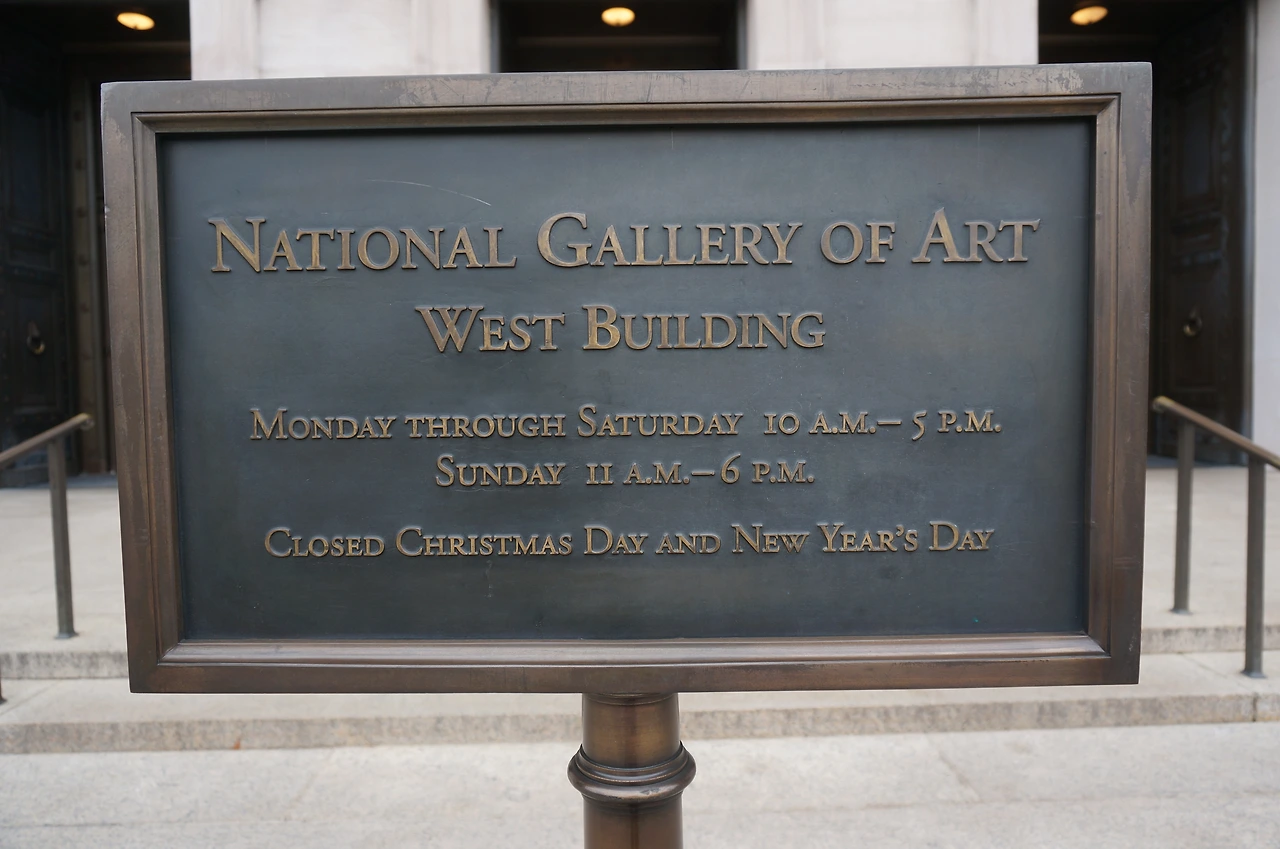 National Gallery of Art
West Building
Monday through Saturday 10 a.m. – 5 p.m.
Sunday 11 a.m. – 6 p.m.
Closed Christmas Day and New Year's Day